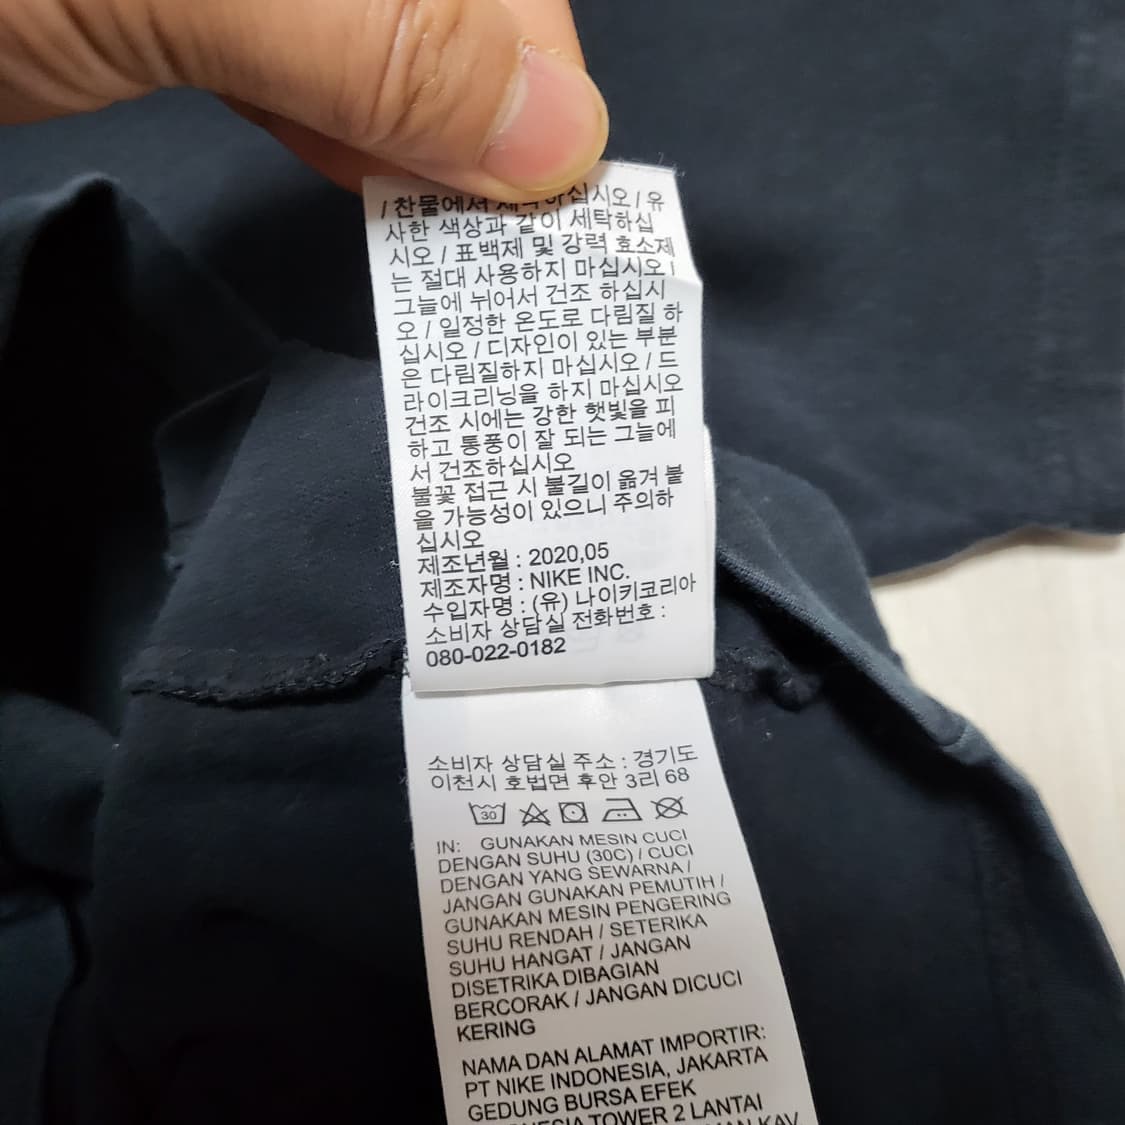 / 찬물에서 세탁하십시오 / 유
사한 색상과 같이 세탁하십
시오 / 표백제 및 강력 효소제
는 절대 사용하지 마십시오 /
그늘에 뉘어서 건조 하십시
오 / 일정한 온도로 다림질 하
십시오 / 디자인이 있는 부분
은 다림질하지 마십시오 / 드
라이크리닝을 하지 마십시오
건조 시에는 강한 햇빛을 피
하고 통풍이 잘 되는 그늘에
서 건조하십시오
불꽃 접근 시 불길이 옮겨 붙
을 가능성이 있으니 주의하
십시오
제조년월 : 2020,05
제조자명 : NIKE INC.
수입자명 : (유) 나이키코리아
소비자 상담실 전화번호 :
080-022-0182
소비자 상담실 주소 : 경기도
이천시 호법면 후안 3리 68
30
IN: GUNAKAN MESIN CUCI
DENGAN SUHU (30C) / CUCI
DENGAN YANG SEWARNA /
JANGAN GUNAKAN PEMUTIH /
GUNAKAN MESIN PENGERING
SUHU RENDAH / SETERIKA
SUHU HANGAT / JANGAN
DISETRIKA DIBAGIAN
BERCORAK / JANGAN DICUCI
KERING
NAMA DAN ALAMAT IMPORTIR:
PT NIKE INDONESIA, JAKARTA
GEDUNG BURSA EFEK
TOWER 2 LANTAI
KAV